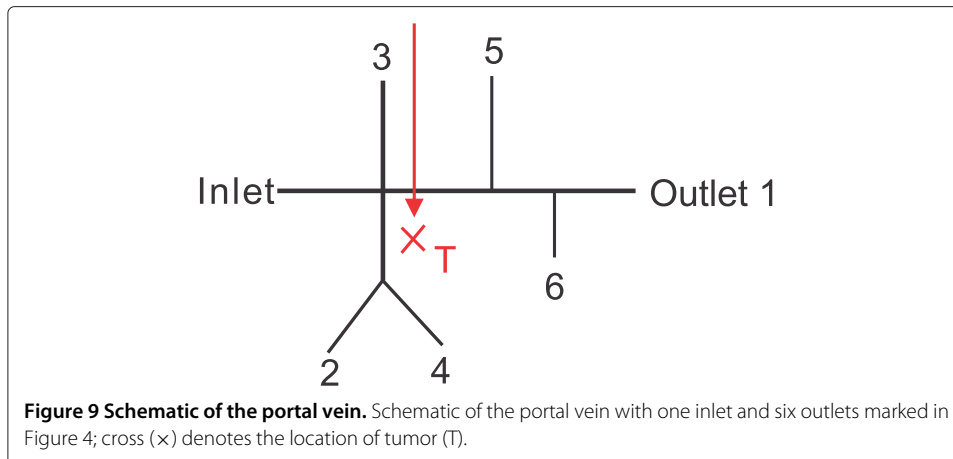 3
5
Inlet
Outlet 1
× T
6
2
4
Figure 9 Schematic of the portal vein. Schematic of the portal vein with one inlet and six outlets marked in
Figure 4; cross (×) denotes the location of tumor (T).